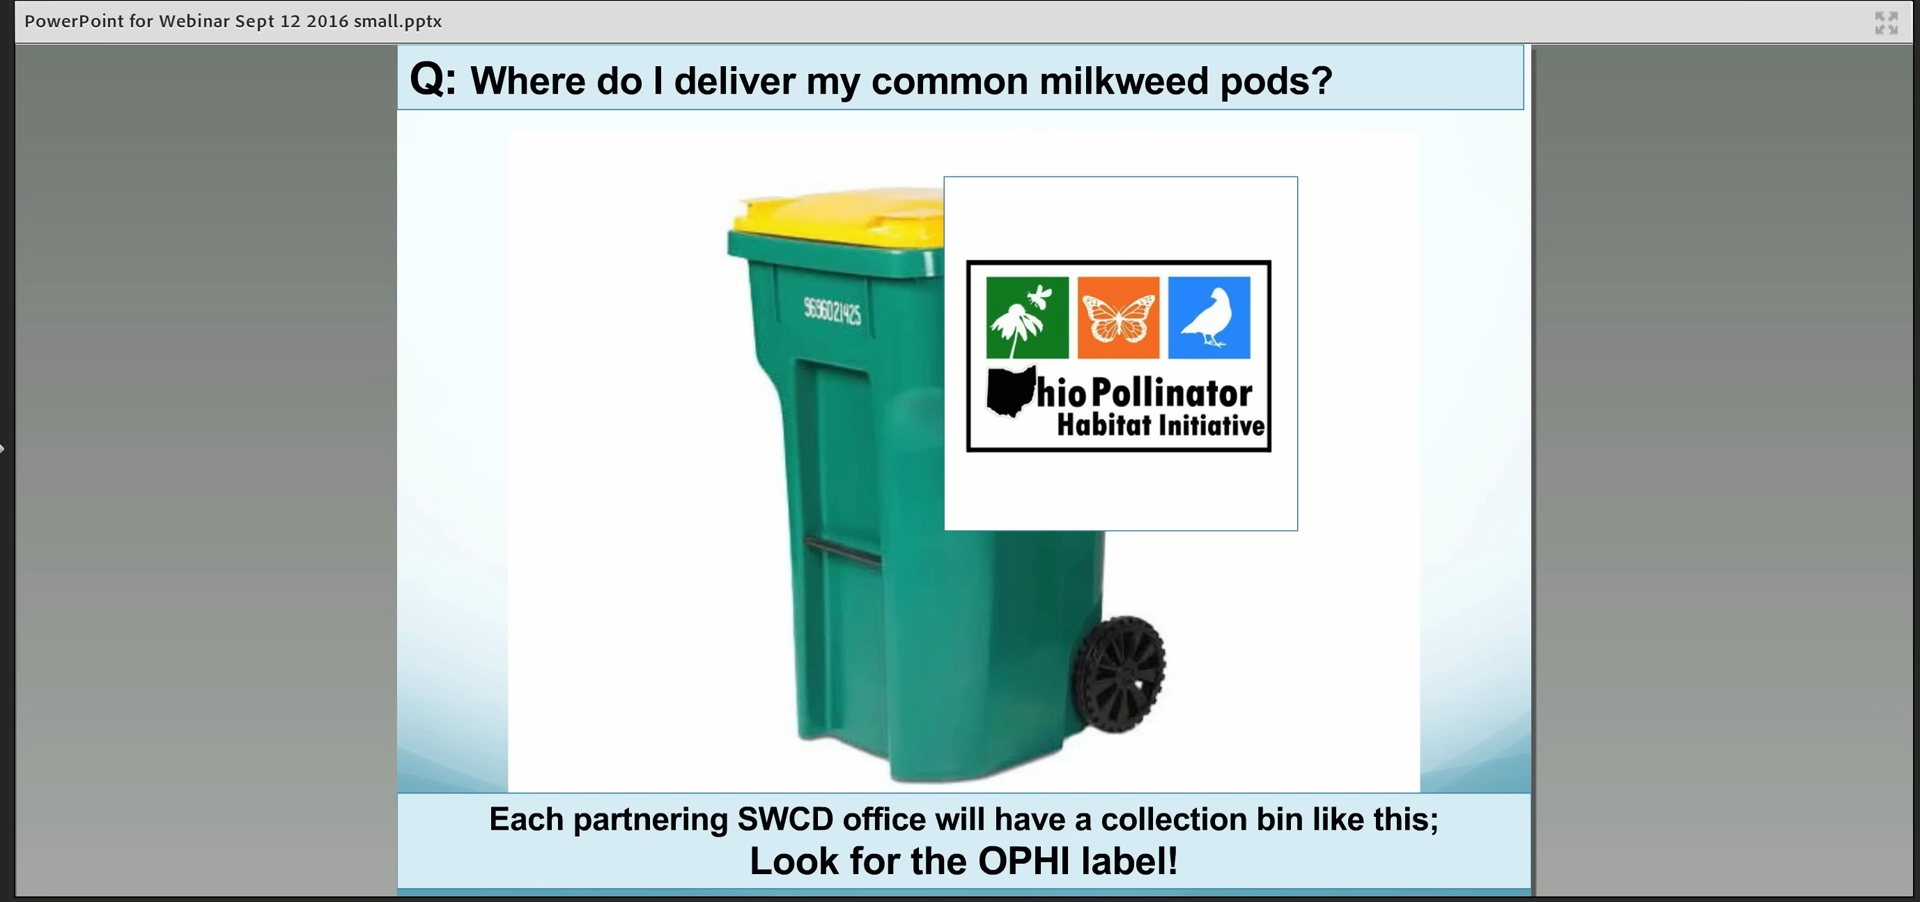 PowerPoint for Webinar Sept 12 2016 small.pptx
Q: Where do I deliver my common milkweed pods?
9696021425
hio Pollinator
Habitat Initiative
Each partnering SWCD office will have a collection bin like this;
Look for the OPHI label!